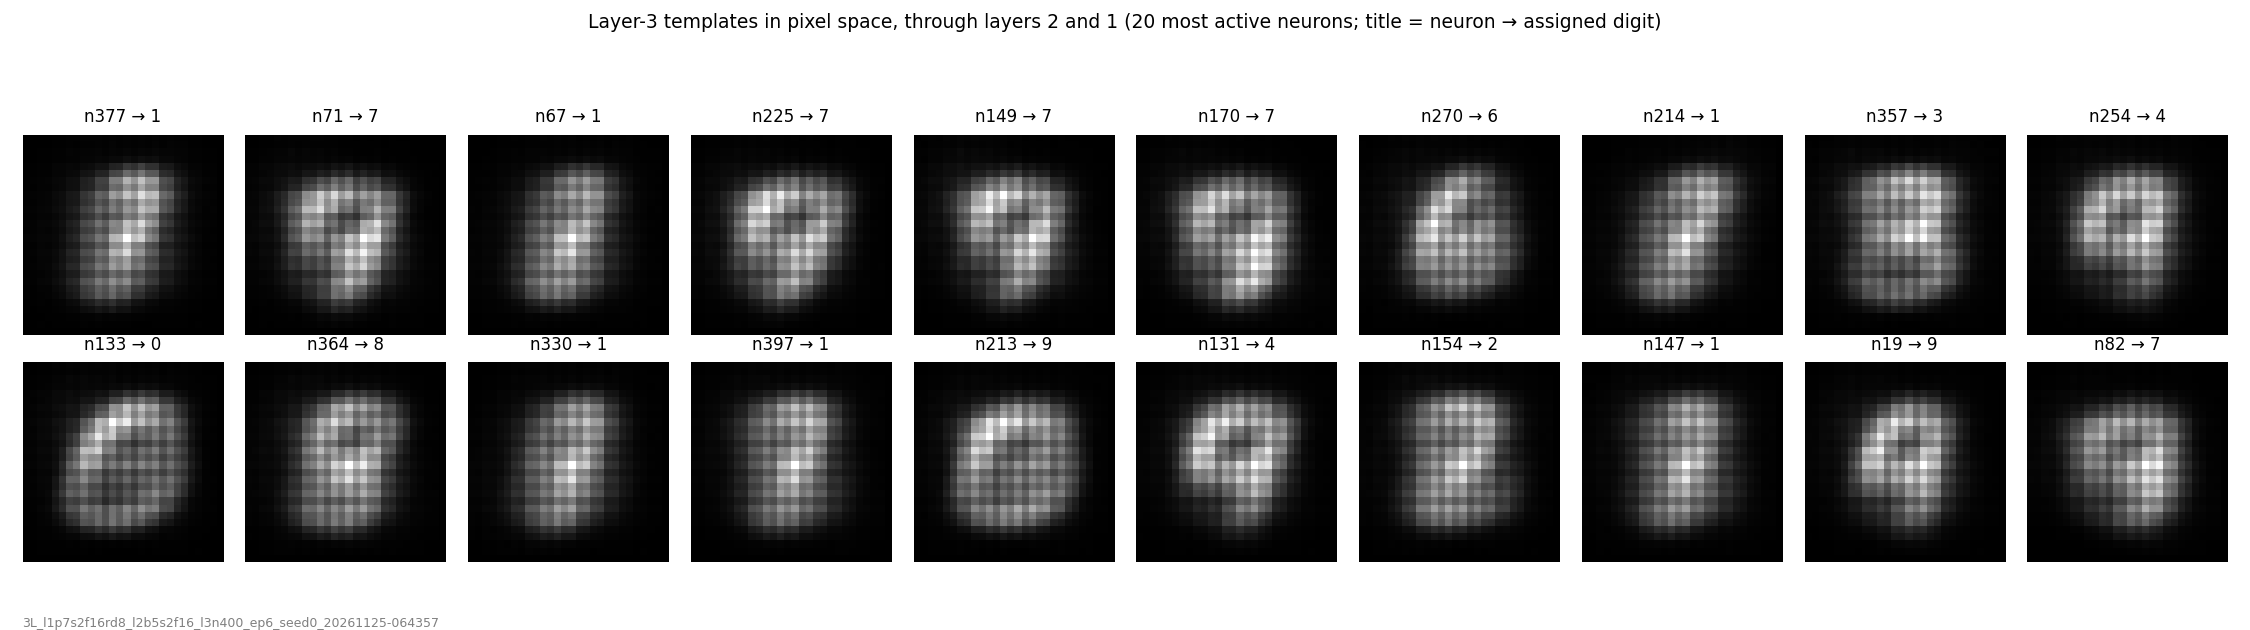 Layer-3 templates in pixel space, through layers 2 and 1 (20 most active neurons; title = neuron → assigned digit)
n377 → 1 n71 → 7 n67 → 1 n225 → 7 n149 → 7 n170 → 7 n270 → 6 n214 → 1 n357 → 3 n254 → 4
n133 → 0 n364 → 8 n330 → 1 n397 → 1 n213 → 9 n131 → 4 n154 → 2 n147 → 1 n19 → 9 n82 → 7
3L_l1p7s2f16rd8_l2b5s2f16_l3n400_ep6_seed0_20261125-064357